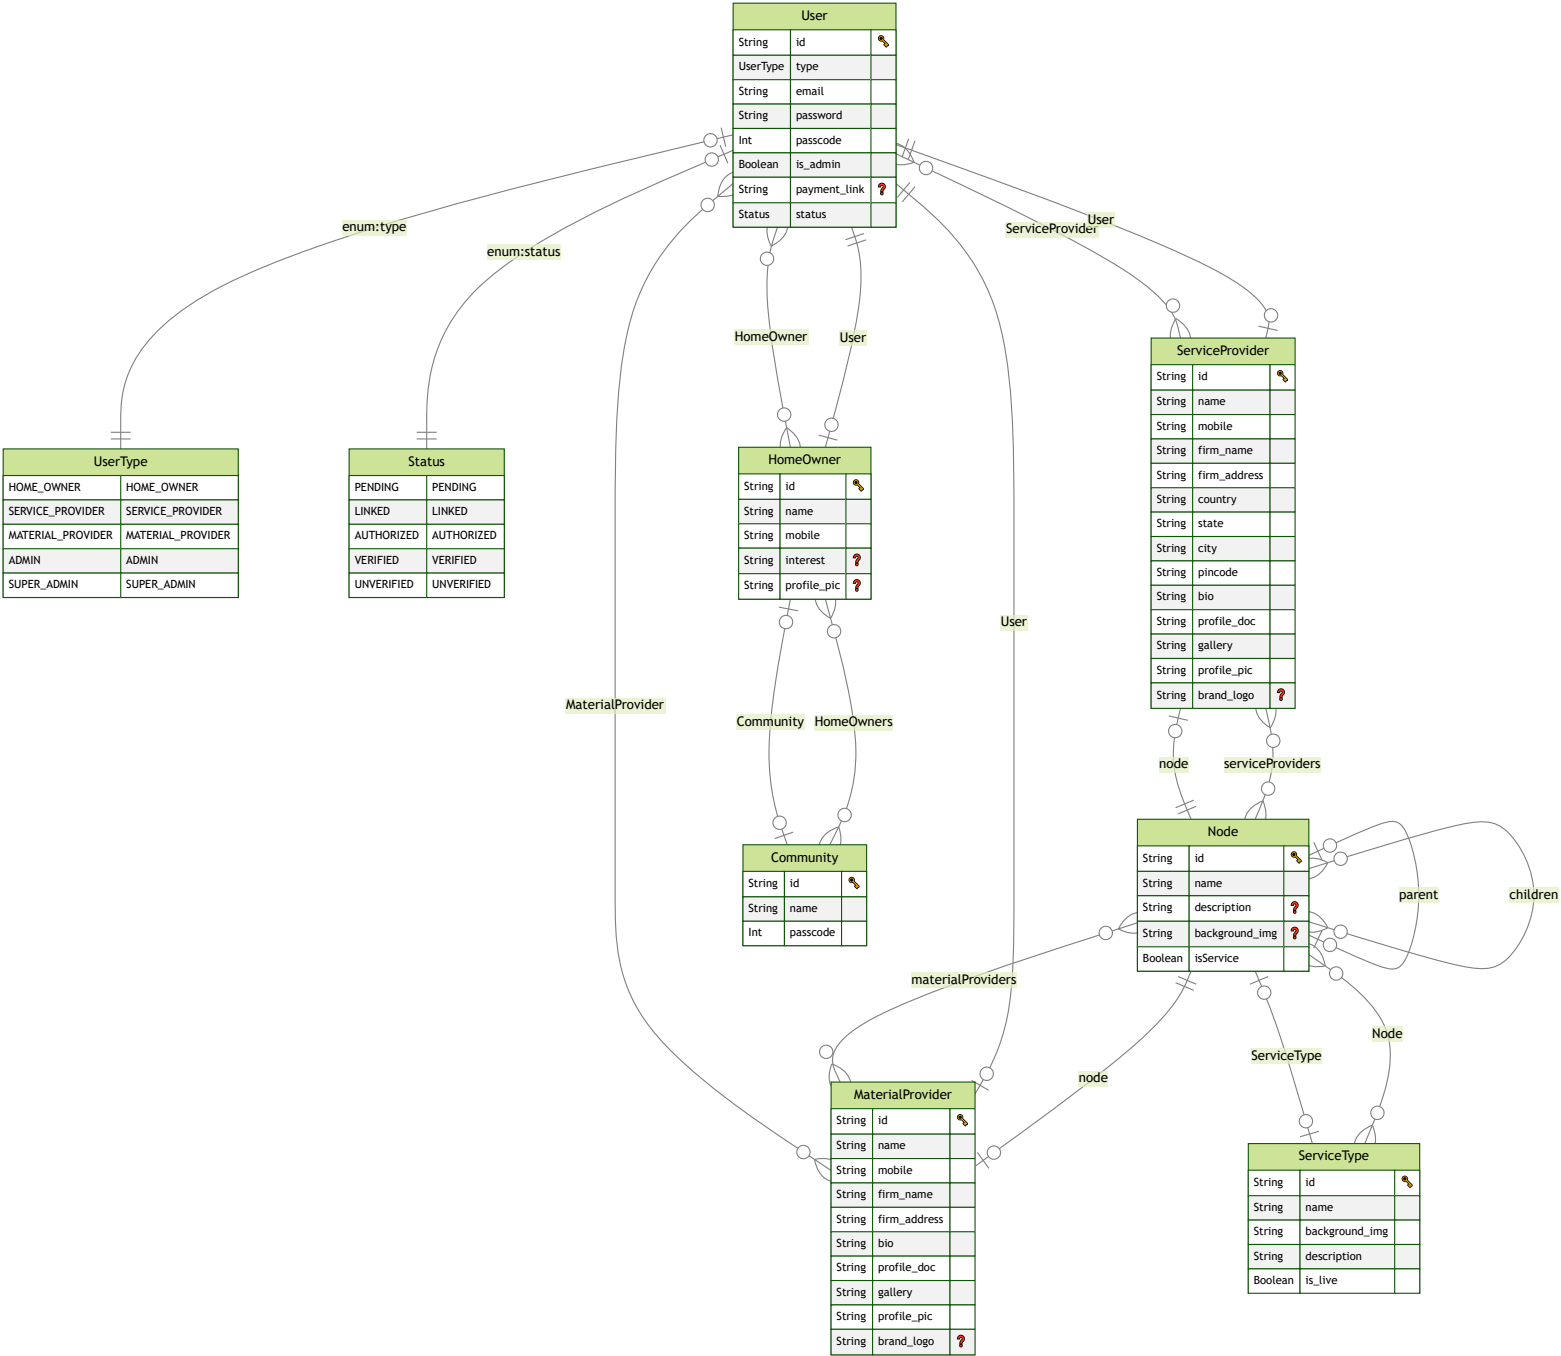 User
String id
UserType type
String email
String password
Int passcode
Boolean is_admin
String payment_link ?
Status status
enum:type
enum:status
HomeOwner
User
ServiceProvider
User
UserType
HOME_OWNER HOME_OWNER
SERVICE_PROVIDER SERVICE_PROVIDER
MATERIAL_PROVIDER MATERIAL_PROVIDER
ADMIN ADMIN
SUPER_ADMIN SUPER_ADMIN
Status
PENDING PENDING
LINKED LINKED
AUTHORIZED AUTHORIZED
VERIFIED VERIFIED
UNVERIFIED UNVERIFIED
HomeOwner
String id
String name
String mobile
String interest ?
String profile_pic ?
ServiceProvider
String id
String name
String mobile
String firm_name
String firm_address
String country
String state
String city
String pincode
String bio
String profile_doc
String gallery
String profile_pic
String brand_logo ?
User
MaterialProvider
Community
HomeOwners
node
serviceProviders
Community
String id
String name
Int passcode
Node
String id
String name
String description ?
String background_img ?
Boolean isService
parent
children
materialProviders
node
ServiceType
Node
MaterialProvider
String id
String name
String mobile
String firm_name
String firm_address
String bio
String profile_doc
String gallery
String profile_pic
String brand_logo ?
ServiceType
String id
String name
String background_img
String description
Boolean is_live